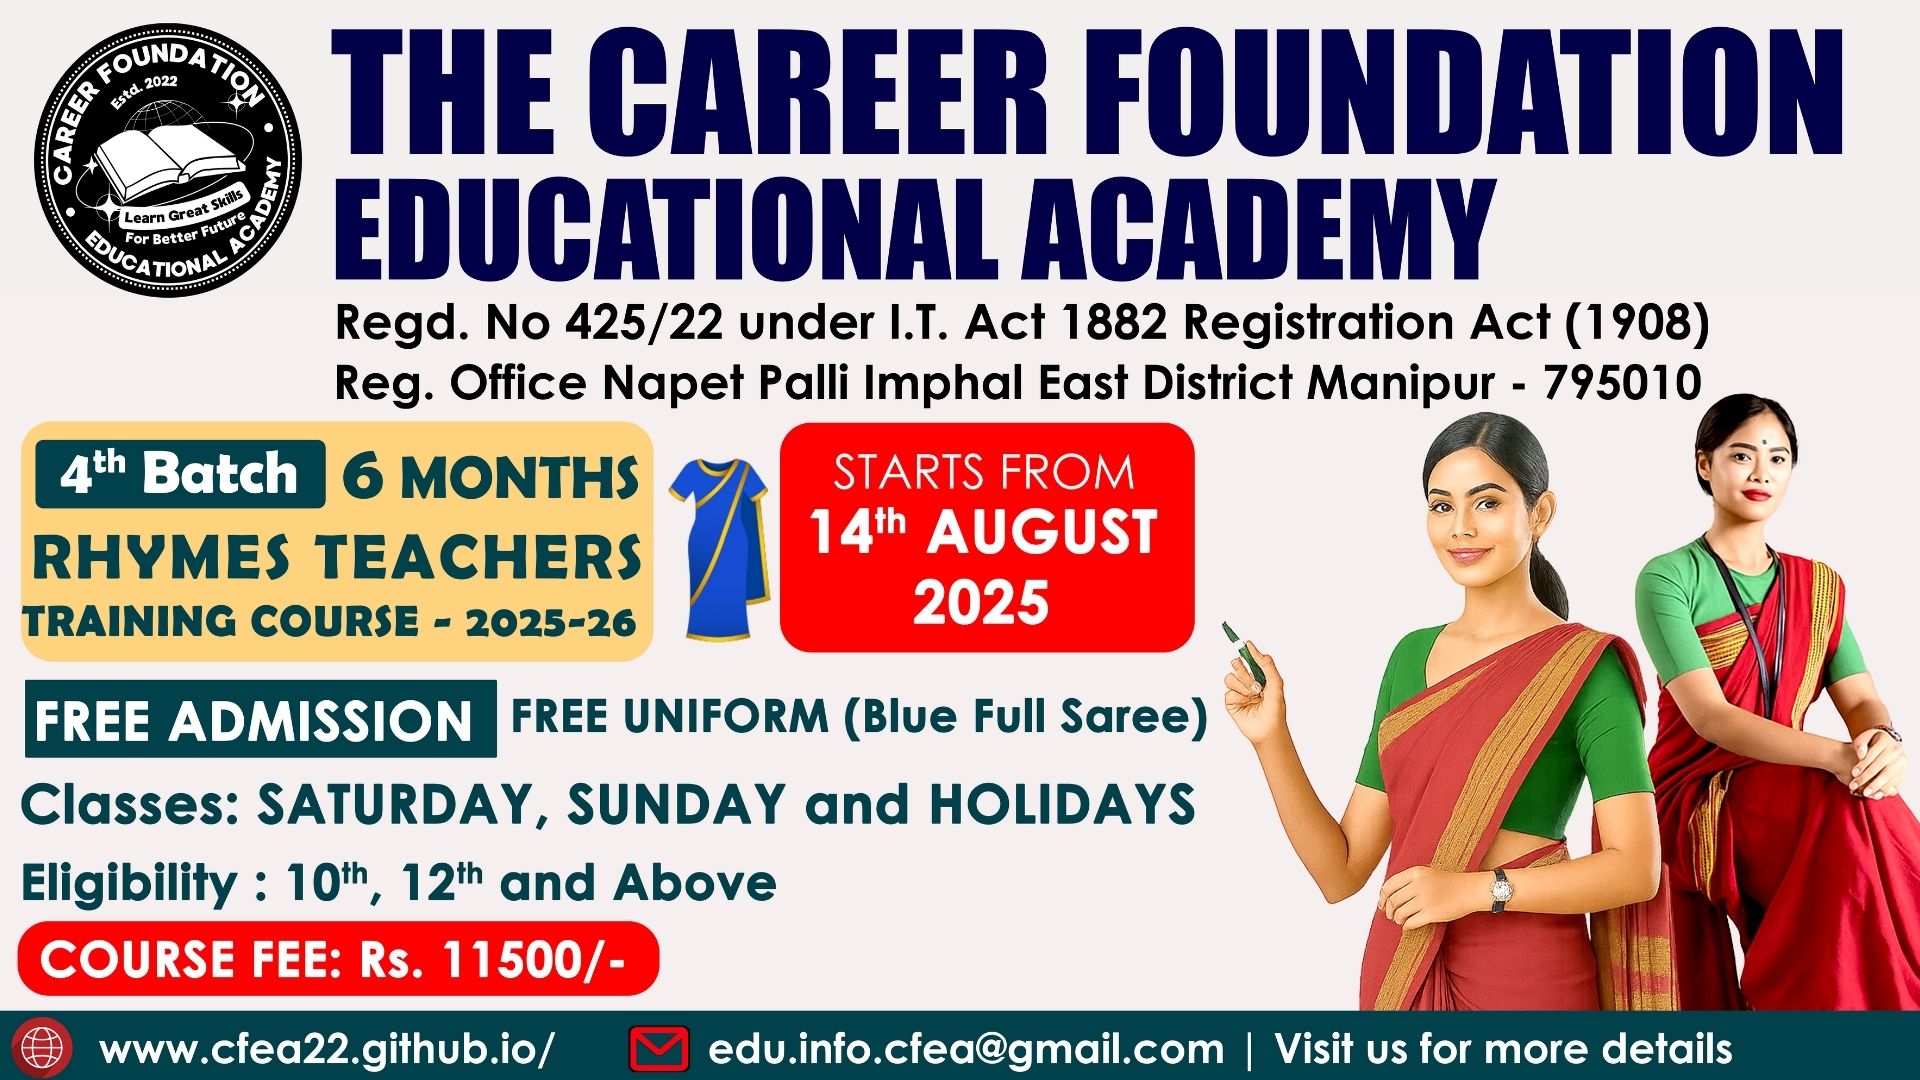 CAREER FOUNDATION
Estd. 2022
Learn Great Skills
For Better Future
EDUCATIONAL ACADEMY
THE CAREER FOUNDATION
EDUCATIONAL ACADEMY
Regd. No 425/22 under I.T. Act 1882 Registration Act (1908)
Reg. Office Napet Palli Imphal East District Manipur - 795010
4th Batch 6 MONTHS
RHYMES TEACHERS
TRAINING COURSE - 2025-26
STARTS FROM
14th AUGUST
2025
FREE ADMISSION FREE UNIFORM (Blue Full Saree)
Classes: SATURDAY, SUNDAY and HOLIDAYS
Eligibility : 10th, 12th and Above
COURSE FEE: Rs. 11500/-
www.cfea22.github.io/ edu.info.cfea@gmail.com | Visit us for more details